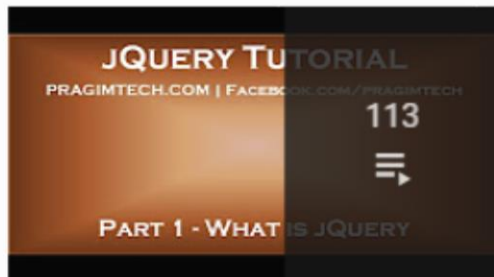 JQUERY TUTORIAL
PRAGIMTECH.COM | FACEBOOK.COM/PRAGIMTECH
113
PART 1 - WHAT IS JQUERY